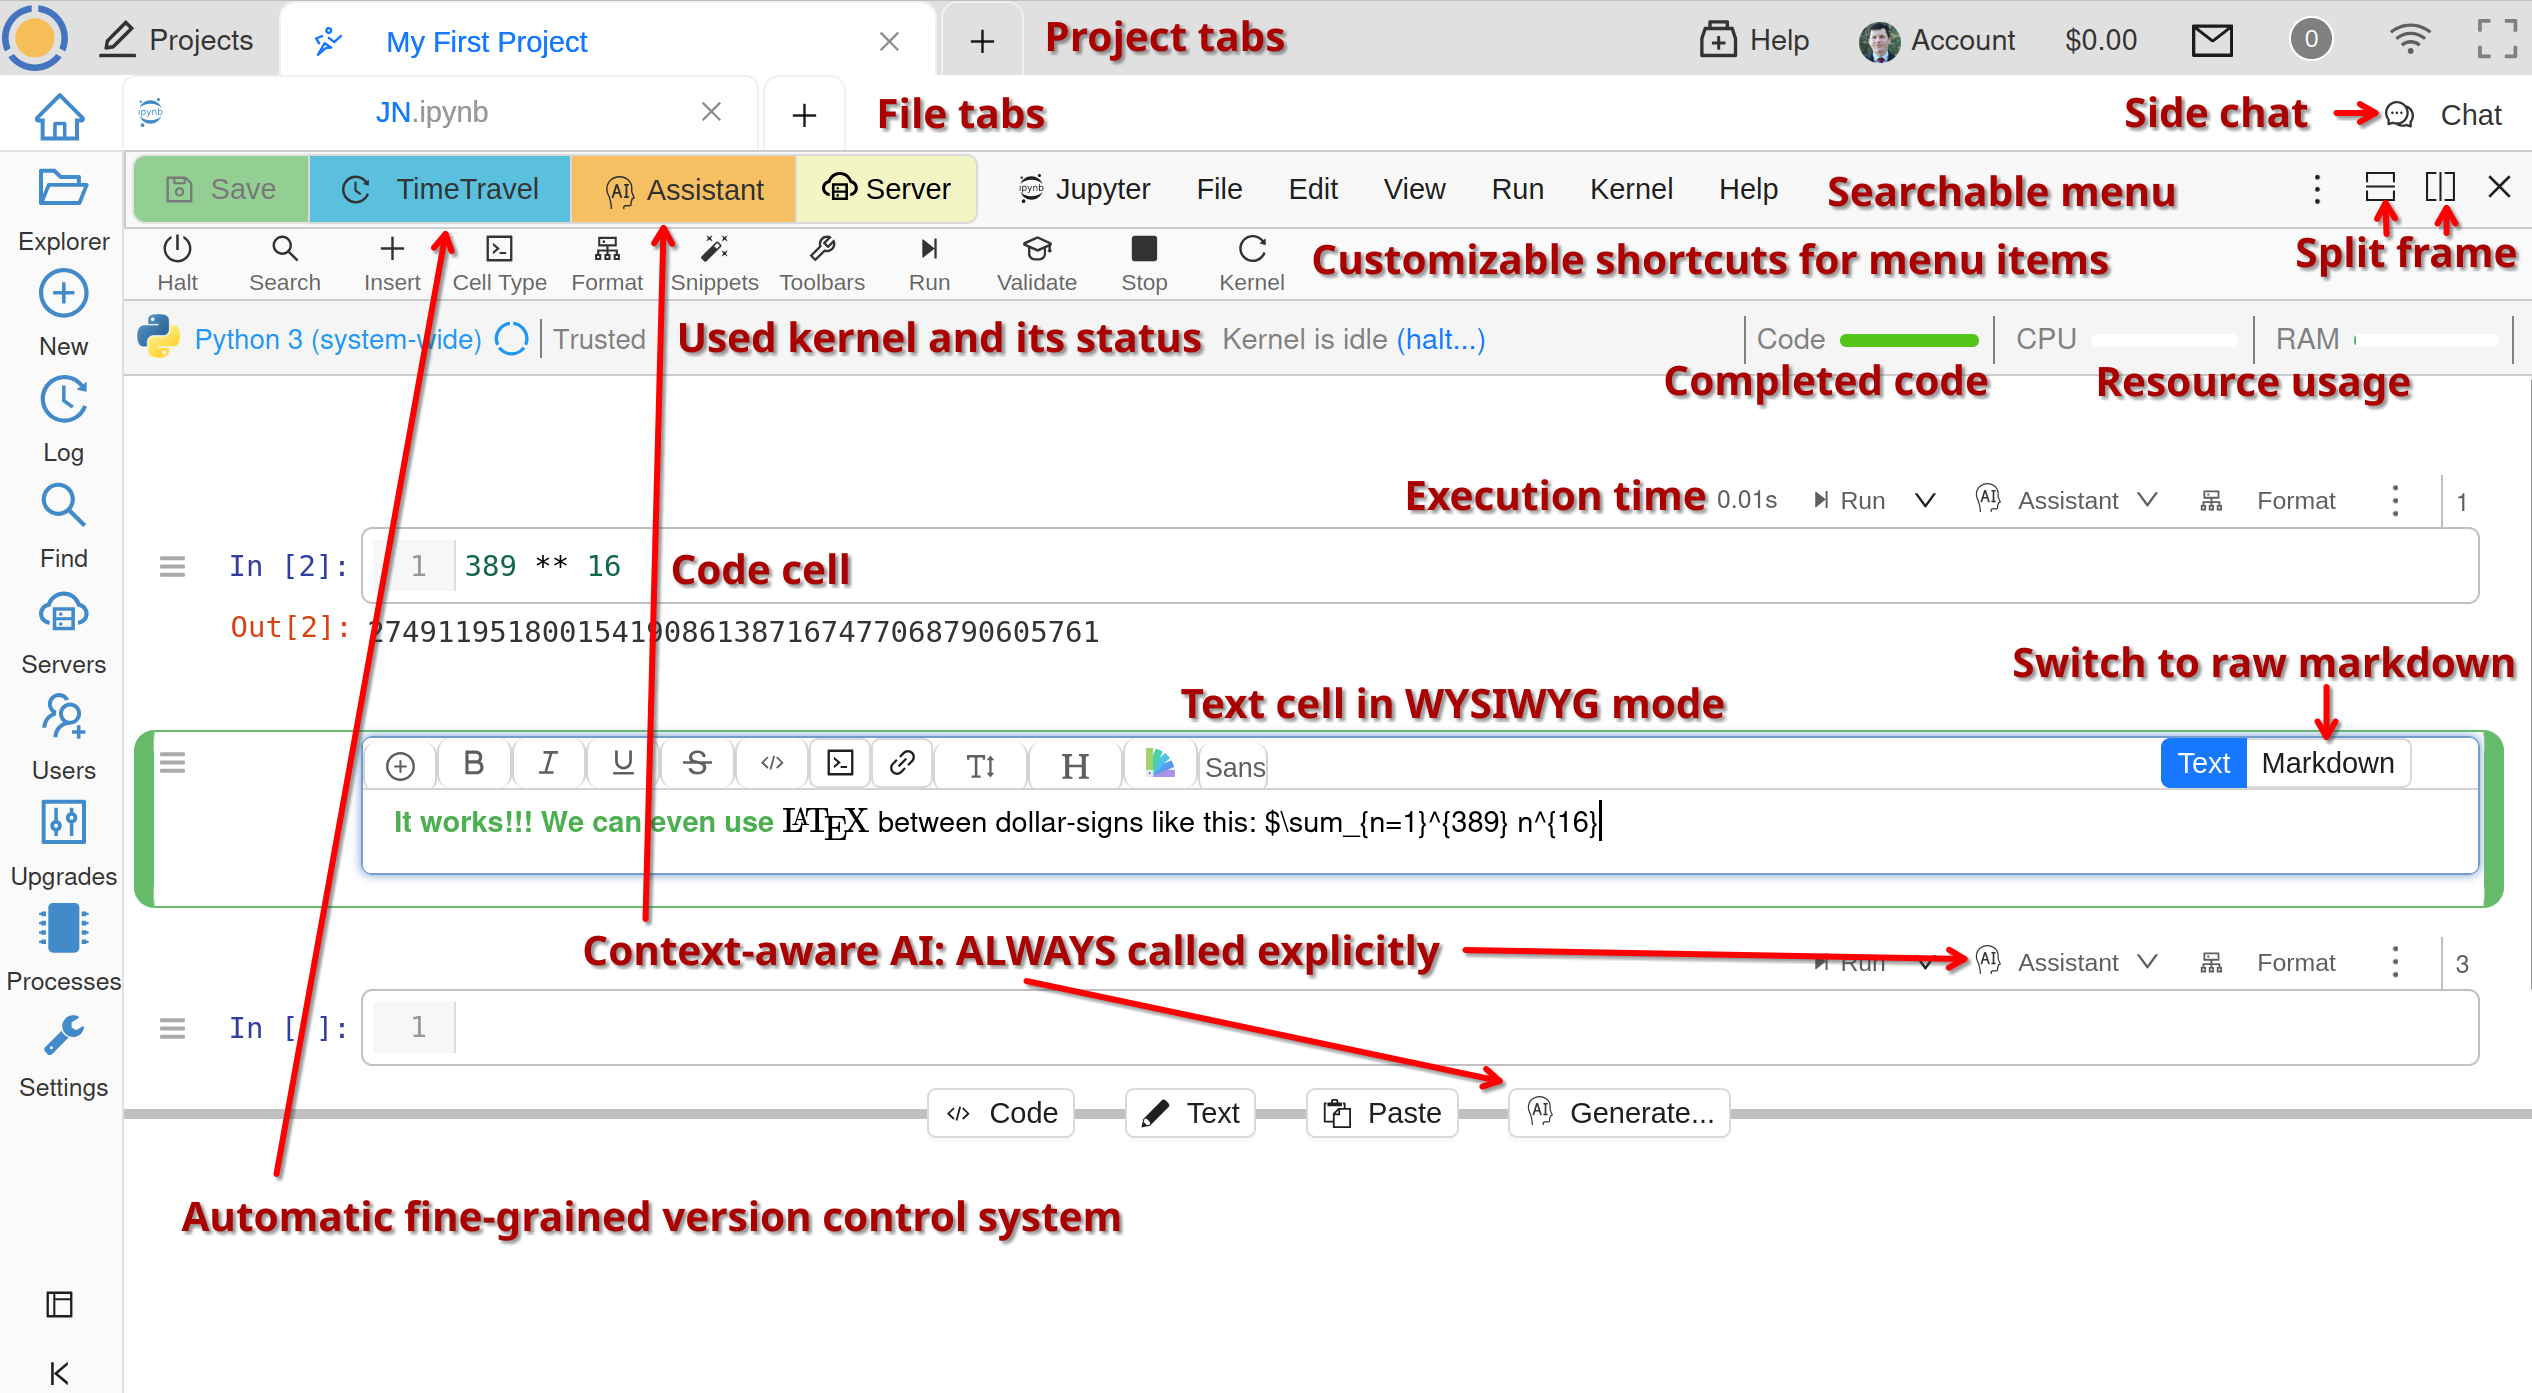 Projects
My First Project
Project tabs
Help
Account
$0.00
0
JN.ipynb
File tabs
Side chat
Chat
Save
TimeTravel
Assistant
Server
Jupyter
File
Edit
View
Run
Kernel
Help
Searchable menu
Halt
Search
Insert
Cell Type
Format
Snippets
Toolbars
Run
Validate
Stop
Kernel
Customizable shortcuts for menu items
Split frame
Python 3 (system-wide)
Trusted
Used kernel and its status
Kernel is idle (halt...)
Code
CPU
RAM
Completed code
Resource usage
Explorer
New
Log
Find
Servers
Users
Upgrades
Processes
Settings
Execution time
0.01s
Run
Assistant
Format
1
In [2]:
1
389 ** 16
Code cell
Out[2]:
274911951800154190861387167477068790605761
Switch to raw markdown
Text cell in WYSIWYG mode
Sans
Text
Markdown
It works!!! We can even use LATEX between dollar-signs like this: $\sum_{n=1}^{389} n^{16}
Context-aware AI: ALWAYS called explicitly
Run
Assistant
Format
3
In [ ]:
1
Code
Text
Paste
Generate...
Automatic fine-grained version control system